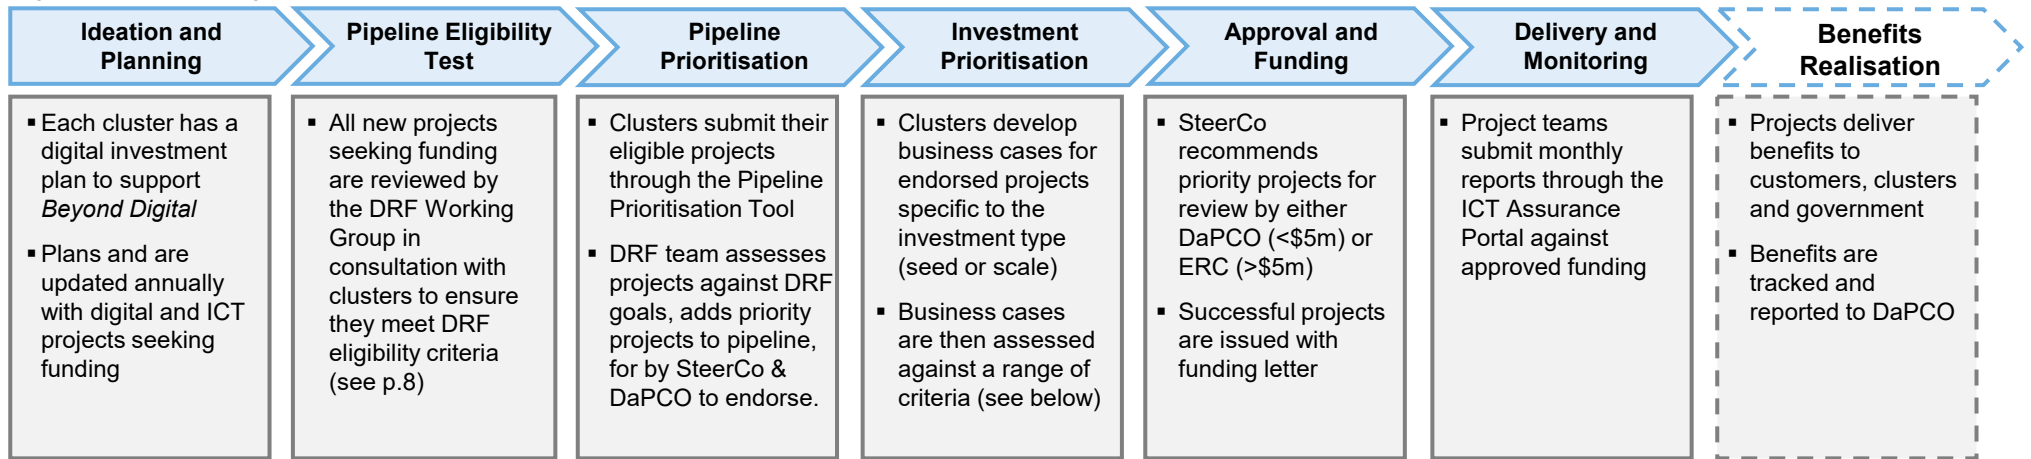 Ideation and
Planning
▪ Each cluster has a
digital investment
plan to support
Beyond Digital
▪ Plans and are
updated annually
with digital and ICT
projects seeking
funding
Pipeline Eligibility
Test
▪ All new projects
seeking funding
are reviewed by
the DRF Working
Group in
consultation with
clusters to ensure
they meet DRF
eligibility criteria
(see p.8)
Pipeline
Prioritisation
▪ Clusters submit their
eligible projects
through the Pipeline
Prioritisation Tool
▪ DRF team assesses
projects against DRF
goals, adds priority
projects to pipeline,
for by SteerCo &
DaPCO to endorse.
Investment
Prioritisation
▪ Clusters develop
business cases for
endorsed projects
specific to the
investment type
(seed or scale)
▪ Business cases
are then assessed
against a range of
criteria (see below)
Approval and
Funding
▪ SteerCo
recommends
priority projects for
review by either
DaPCO (<$5m) or
ERC (>$5m)
▪ Successful projects
are issued with
funding letter
Delivery and
Monitoring
▪ Project teams
submit monthly
reports through the
ICT Assurance
Portal against
approved funding
Benefits
Realisation
▪ Projects deliver
benefits to
customers, clusters
and government
▪ Benefits are
tracked and
reported to DaPCO